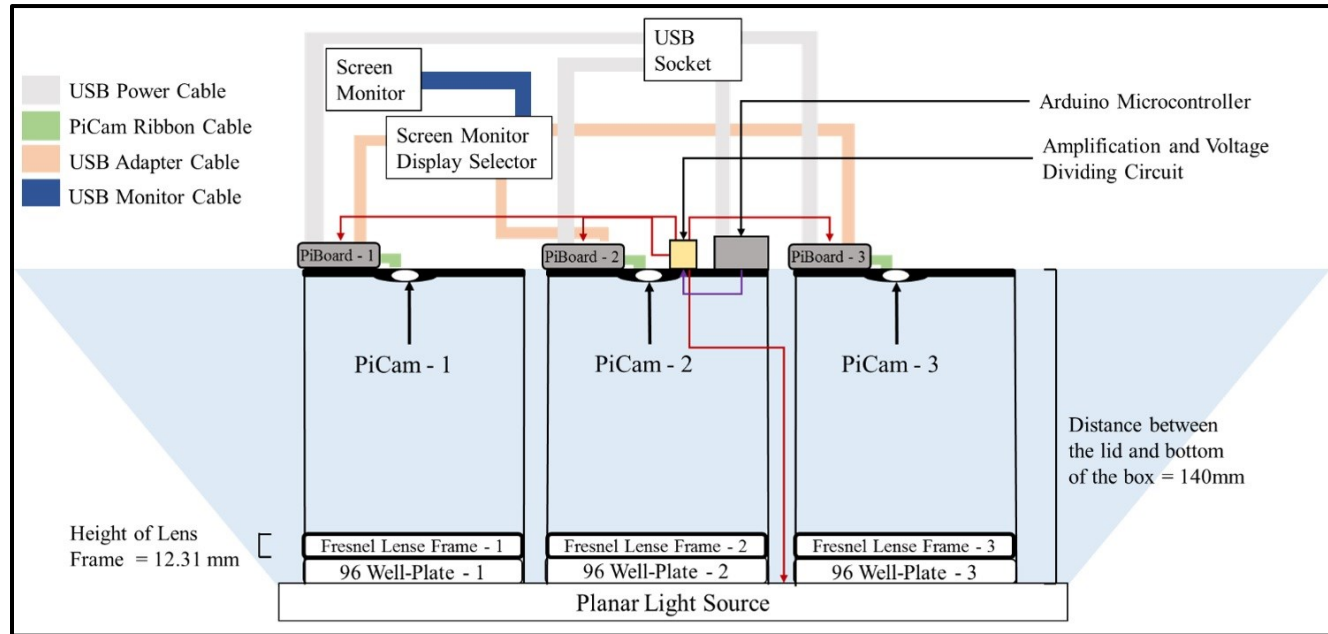 USB Power Cable
PiCam Ribbon Cable
USB Adapter Cable
USB Monitor Cable
Screen
Monitor
USB
Socket
Screen Monitor
Display Selector
Arduino Microcontroller
Amplification and Voltage
Dividing Circuit
PiBoard - 1
PiBoard - 2
PiBoard - 3
PiCam - 1
PiCam - 2
PiCam - 3
Distance between
the lid and bottom
of the box = 140mm
Height of Lens
Frame = 12.31 mm
Fresnel Lense Frame - 1
Fresnel Lense Frame - 2
Fresnel Lense Frame - 3
96 Well-Plate - 1
96 Well-Plate - 2
96 Well-Plate - 3
Planar Light Source